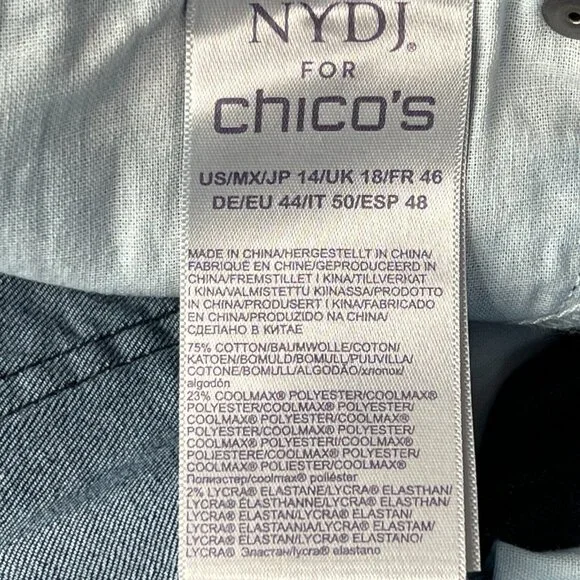 NYDJ®
FOR
chico's
US/MX/JP 14/UK 18/FR 46
DE/EU 44/IT 50/ESP 48
MADE IN CHINA/HERGESTELLT IN CHINA/
FABRIQUÉ EN CHINE/GEPRODUCEERD IN
CHINA/FREMSTILLET I KINA/TILLVERKAT
I KINA/VALMISTETTU KIINASSA/PRODOTTO
IN CHINA/PRODUSERT I KINA/FABRICADO
EN CHINA/PRODUZIDO NA CHINA/
СДЕЛАНО В КИТАЕ
75% COTTON/BAUMWOLLE/COTON/
KATOEN/BOMULD/BOMULL/PUUVILLA/
COTONE/BOMULL/ALGODÃO/хлопок/
algodón
23% COOLMAX® POLYESTER/COOLMAX®
POLYESTER/COOLMAX® POLYESTER/
COOLMAX® POLYESTER/COOLMAX®
POLYESTER/COOLMAX® POLYESTER/
COOLMAX® POLYESTERI/COOLMAX®
POLIESTERE/COOLMAX® POLYESTER/
COOLMAX® POLIÉSTER/COOLMAX®
Полиэстер/coolmax® poliéster
2% LYCRA® ELASTANE/LYCRA® ELASTHAN/
LYCRA® ÉLASTHANNE/LYCRA® ELASTHAN/
LYCRA® ELASTAN/LYCRA® ELASTAN/
LYCRA® ELASTAANIA/LYCRA® ELASTAM/
LYCRA® ELASTAN/LYCRA® ELASTANO/
LYCRA® Эластан/lycra® elastano